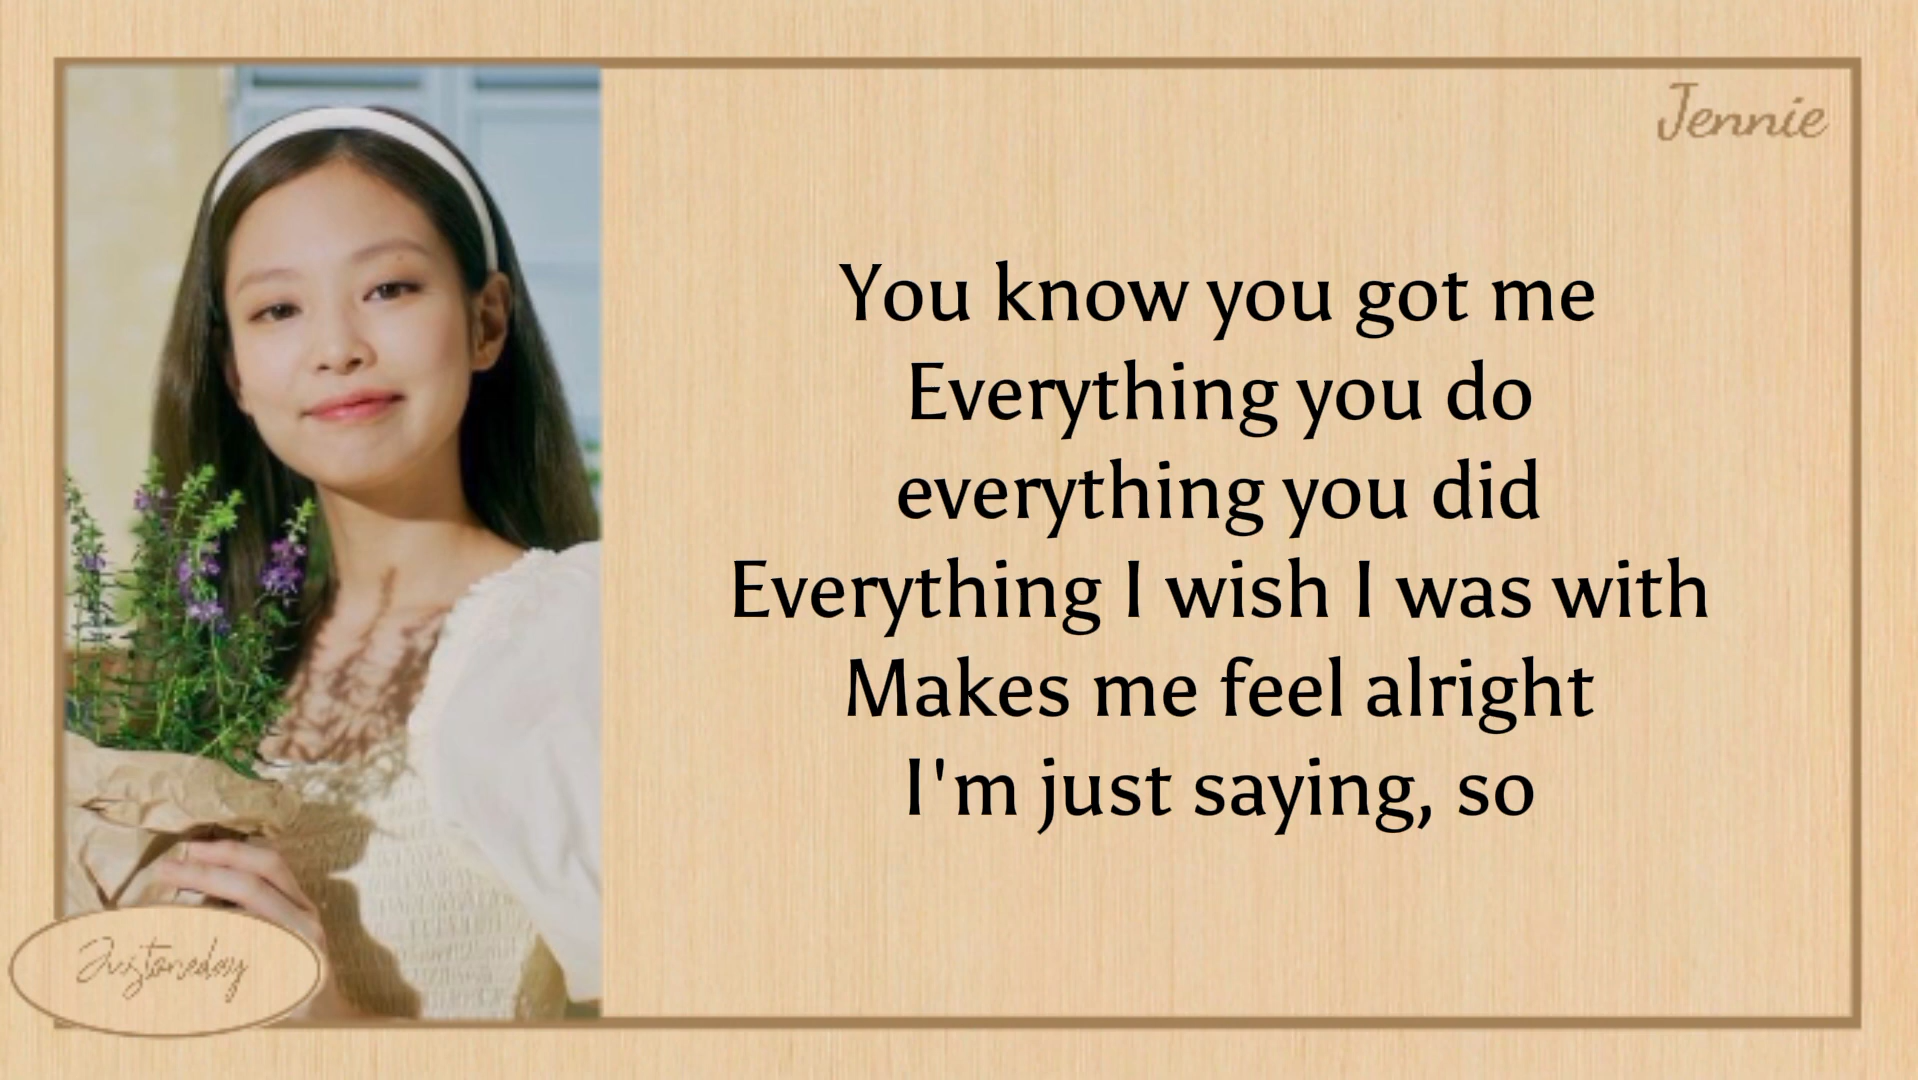 Jennie
You know you got me
Everything you do
everything you did
Everything I wish I was with
Makes me feel alright
I'm just saying, so
Justoneday